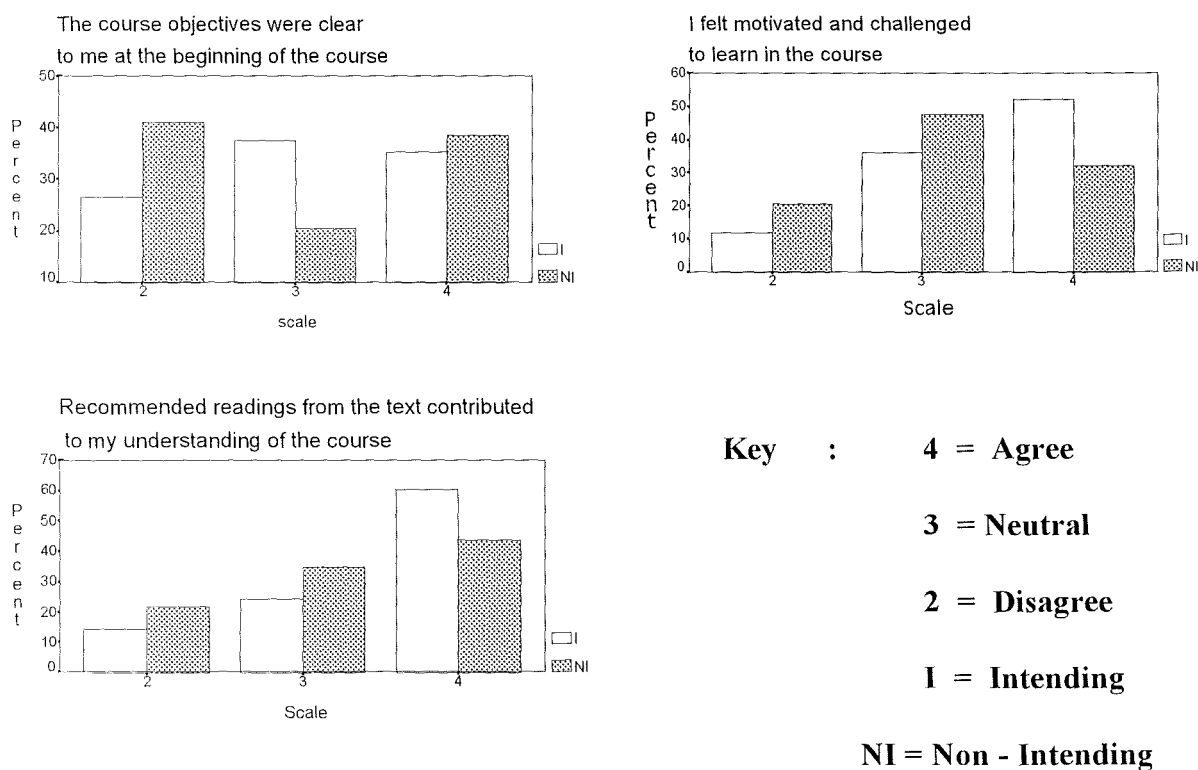 The course objectives were clear
to me at the beginning of the course
50
40
30
20
10
Percent
2 3 4
scale
I
NI
I felt motivated and challenged
to learn in the course
60
50
40
30
20
10
0
Percent
2 3 4
Scale
I
NI
Recommended readings from the text contributed
to my understanding of the course
70
60
50
40
30
20
10
0
Percent
2 3 4
Scale
I
NI
Key : 4 = Agree
3 = Neutral
2 = Disagree
I = Intending
NI = Non - Intending